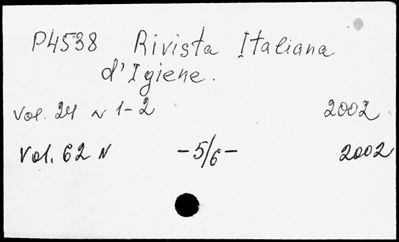 P4538 Rivista Italiana
d'Igiene.
Vol. 24 N 1-2 2002
Vol. 62 N -5/6- 2002